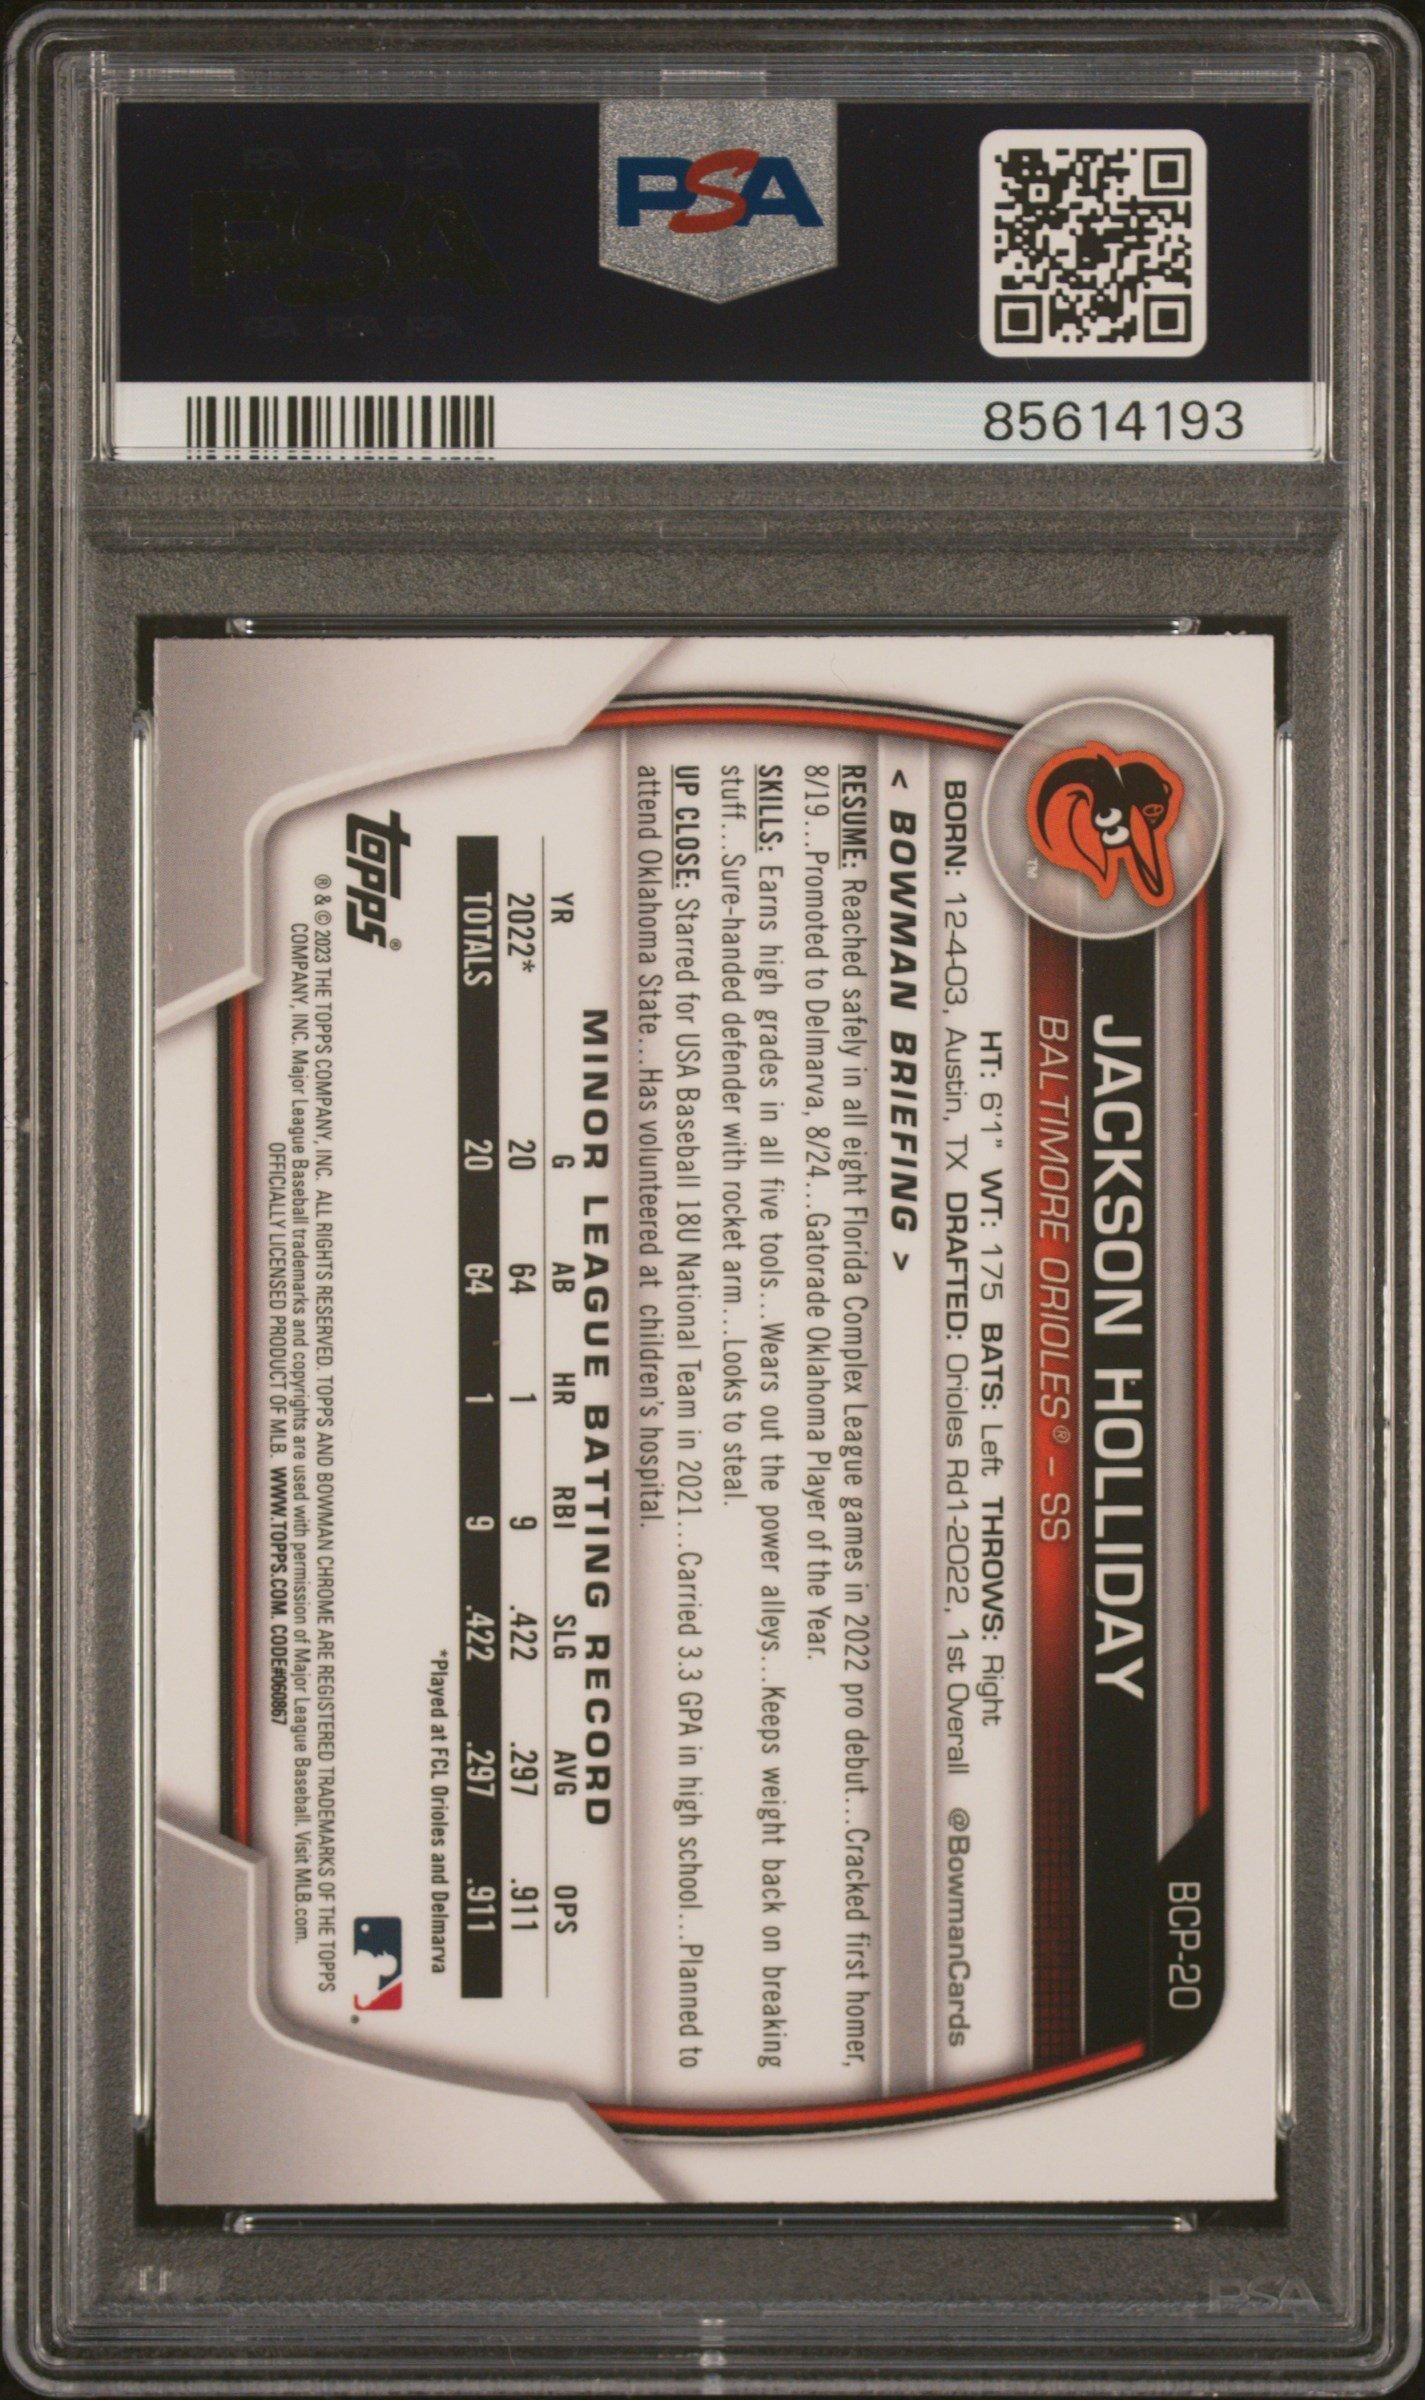 PSA PSA PSA
PSA
PSA PSA PSA
PSA
85614193
BCP-20
JACKSON HOLLIDAY
BALTIMORE ORIOLES® – SS
TM
HT: 6'1" WT: 175 BATS: Left THROWS: Right
BORN: 12-4-03, Austin, TX DRAFTED: Orioles Rd1-2022, 1st Overall @BowmanCards
< BOWMAN BRIEFING >
RESUME: Reached safely in all eight Florida Complex League games in 2022 pro debut...Cracked first homer,
8/19...Promoted to Delmarva, 8/24...Gatorade Oklahoma Player of the Year.
SKILLS: Earns high grades in all five tools...Wears out the power alleys...Keeps weight back on breaking
stuff...Sure-handed defender with rocket arm...Looks to steal.
UP CLOSE: Starred for USA Baseball 18U National Team in 2021...Carried 3.3 GPA in high school...Planned to
attend Oklahoma State...Has volunteered at children's hospital.
MINOR LEAGUE BATTING RECORD
YR G AB HR RBI SLG AVG OPS
2022* 20 64 1 9 .422 .297 .911
TOTALS 20 64 1 9 .422 .297 .911
*Played at FCL Orioles and Delmarva
topps®
® & © 2023 THE TOPPS COMPANY, INC. ALL RIGHTS RESERVED. TOPPS AND BOWMAN CHROME ARE REGISTERED TRADEMARKS OF THE TOPPS
COMPANY, INC. Major League Baseball trademarks and copyrights are used with permission of Major League Baseball. Visit MLB.com.
OFFICIALLY LICENSED PRODUCT OF MLB. WWW.TOPPS.COM. CODE#060867
PSA